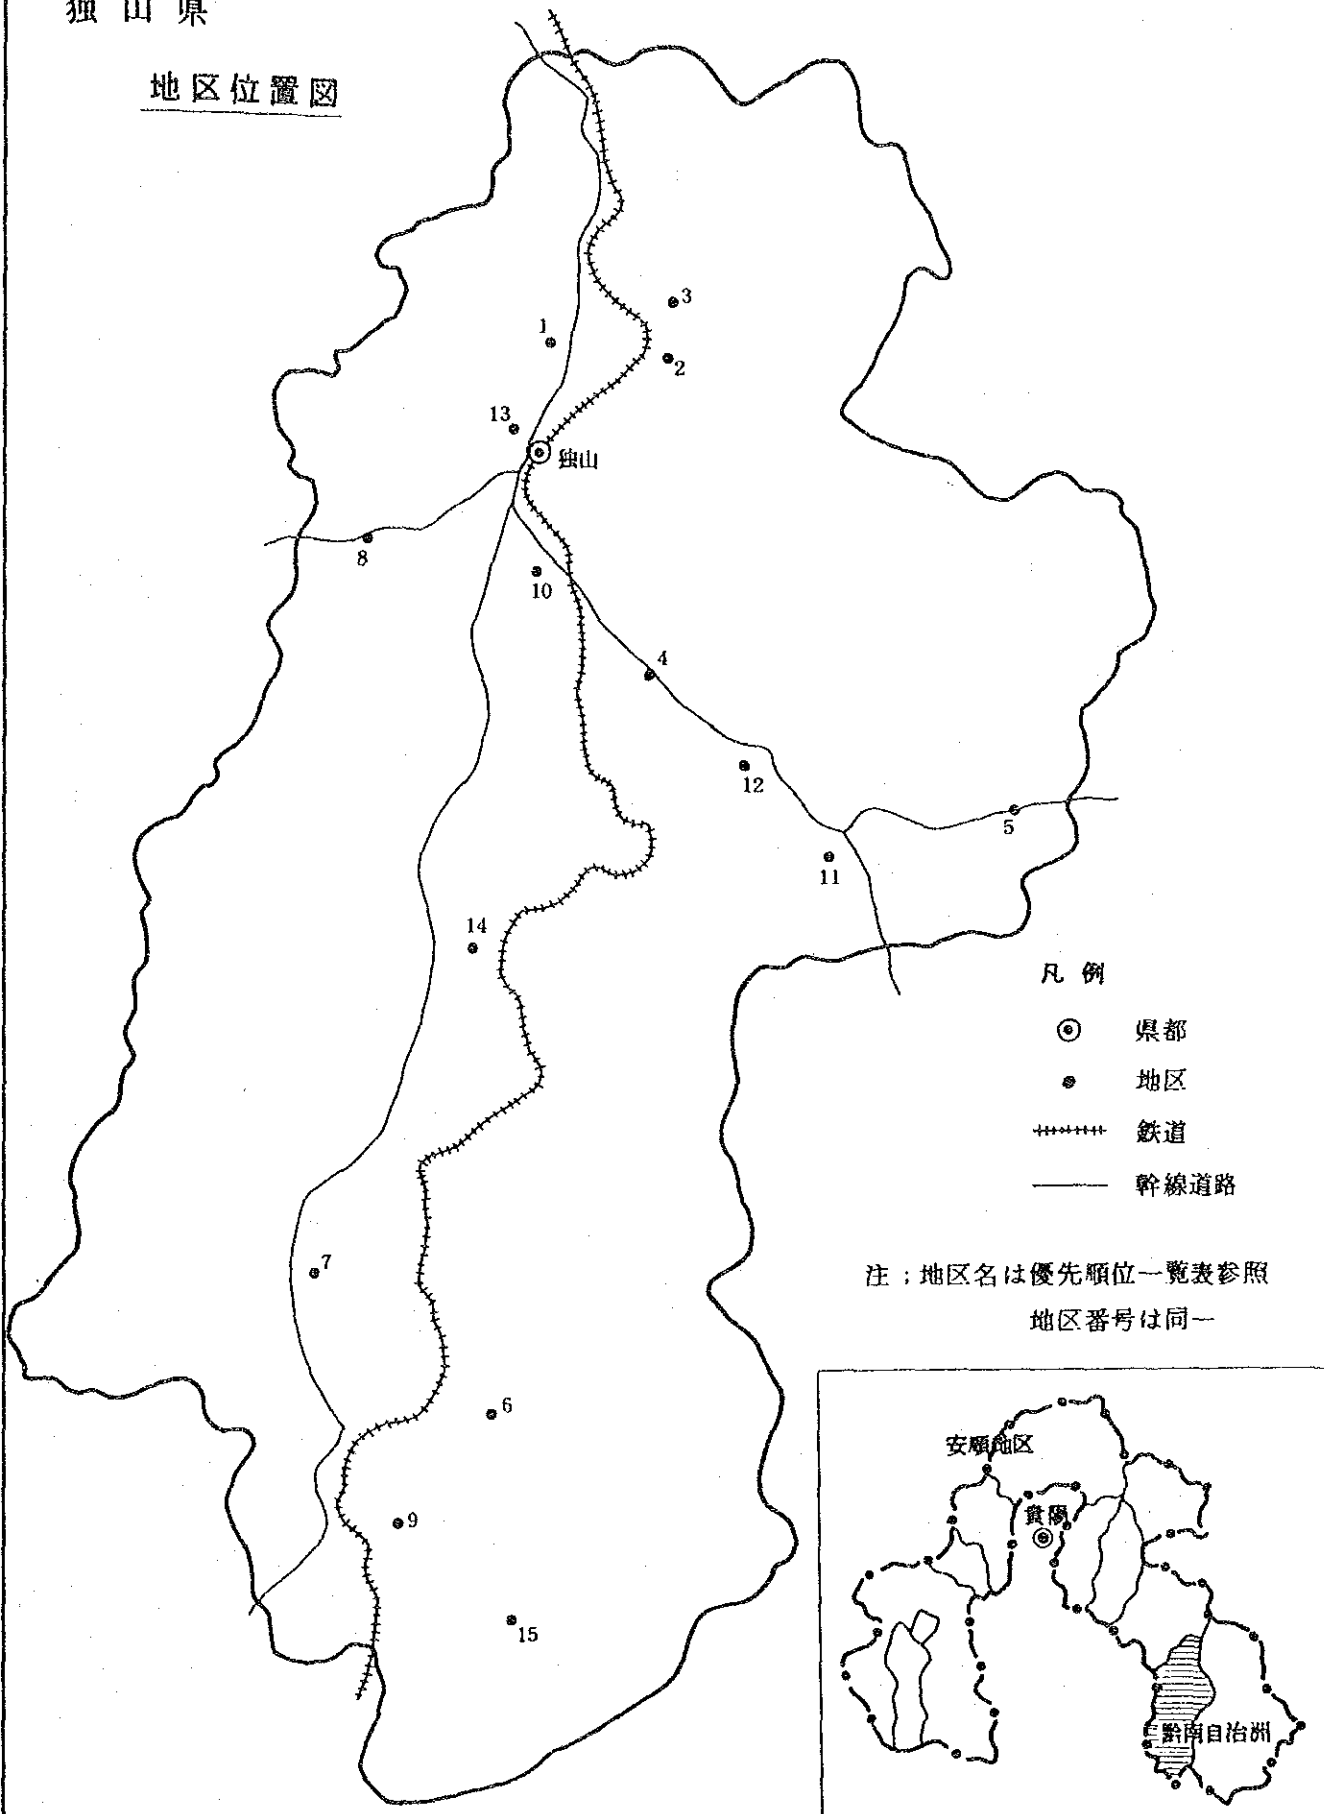 独山県
地区位置図
3
1
2
13
独山
8
10
4
12
5
11
14
凡例
県都
地区
鉄道
幹線道路
7
注；地区名は優先順位一覧表参照
地区番号は同一
6
安順地区
貴陽
9
15
黔南自治洲